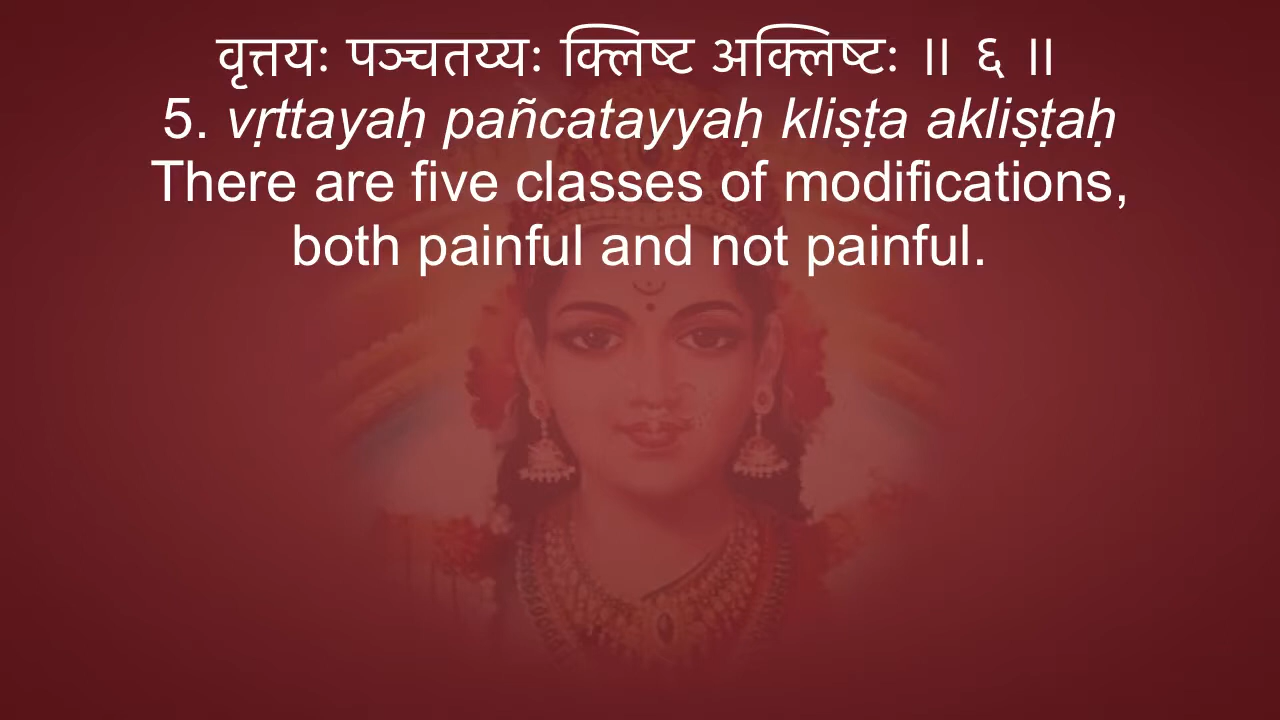 वृत्तयः पञ्चतय्यः क्लिष्ट अक्लिष्टः ॥ ६ ॥
5. vṛttayaḥ pañcatayyaḥ kliṣṭa akliṣṭaḥ
There are five classes of modifications,
both painful and not painful.